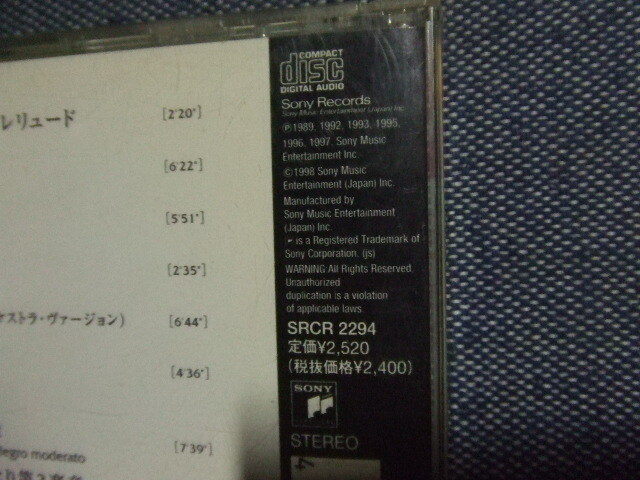 レリュード [2'20"]
[6'22"]
[5'51"]
[2'35"]
ケストラ・ヴァージョン) [6'44"]
[4'36"]
legro moderato [7'39"]
COMPACT
disc
DIGITAL AUDIO
Sony Records
Sony Music Entertainment (Japan) Inc.
℗1989, 1992, 1993, 1995,
1996, 1997, Sony Music
Entertainment Inc.
©1998 Sony Music
Entertainment (Japan) Inc.
Manufactured by
Sony Music Entertainment
(Japan) Inc.
is a Registered Trademark of
Sony Corporation. (js)
WARNING: All Rights Reserved.
Unauthorized
duplication is a violation
of applicable laws.
SRCR 2294
定価¥2,520
(税抜価格¥2,400)
SONY
STEREO
4